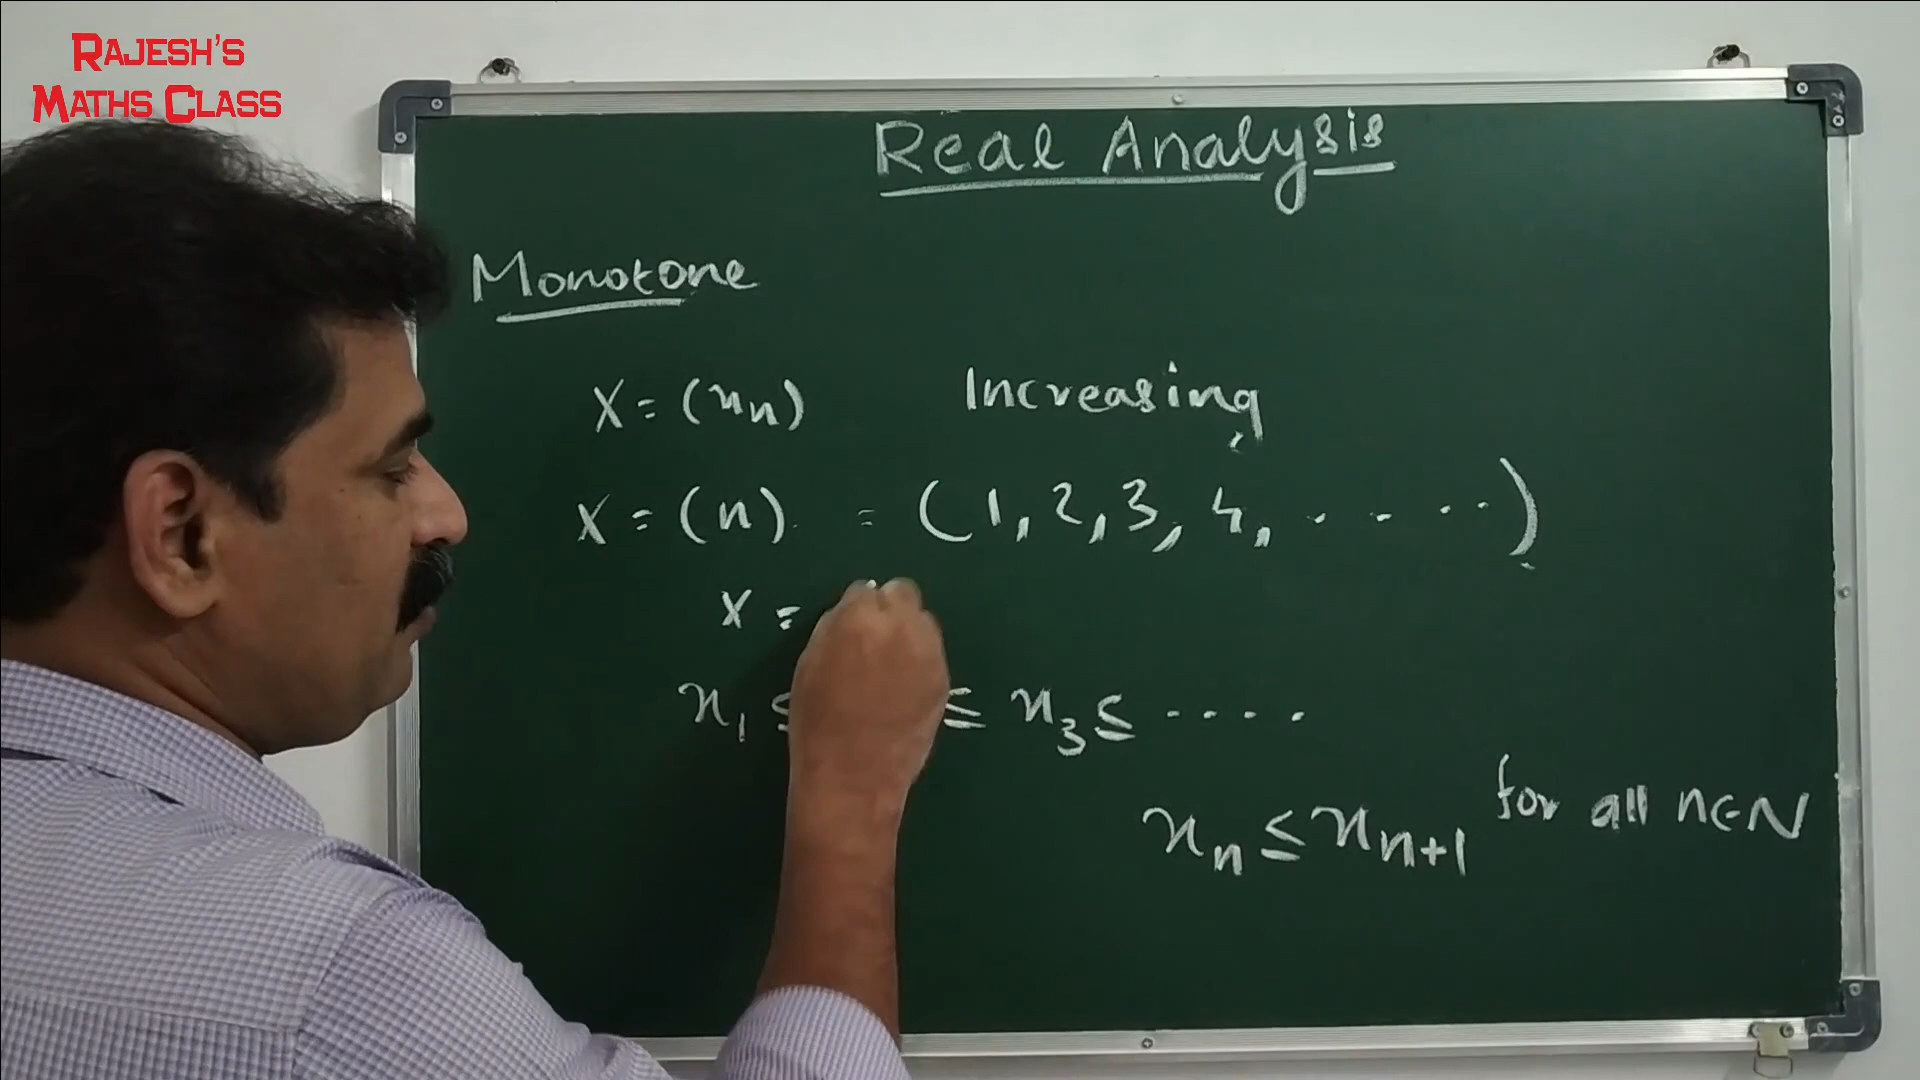 RAJESH'S
MATHS CLASS
Real Analysis
Monotone
X = (xn) Increasing
X = (n) = (1, 2, 3, 4, . . . . .)
X =
x1 ≤ ≤ x3 ≤ . . . .
xn ≤ xn+1 for all n∈N